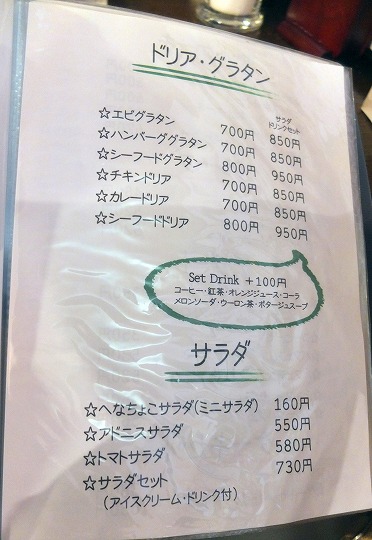 ドリア・グラタン
サラダ
ドリンクセット
☆エビグラタン 700円 850円
☆ハンバーググラタン 700円 850円
☆シーフードグラタン 800円 950円
☆チキンドリア 700円 850円
☆カレードリア 700円 850円
☆シーフードドリア 800円 950円
Set Drink +100円
コーヒー・紅茶・オレンジジュース・コーラ
メロンソーダ・ウーロン茶・ポタージュスープ
サラダ
☆へなちょこサラダ(ミニサラダ) 160円
☆アドニスサラダ 550円
☆トマトサラダ 580円
☆サラダセット 730円
(アイスクリーム・ドリンク付)